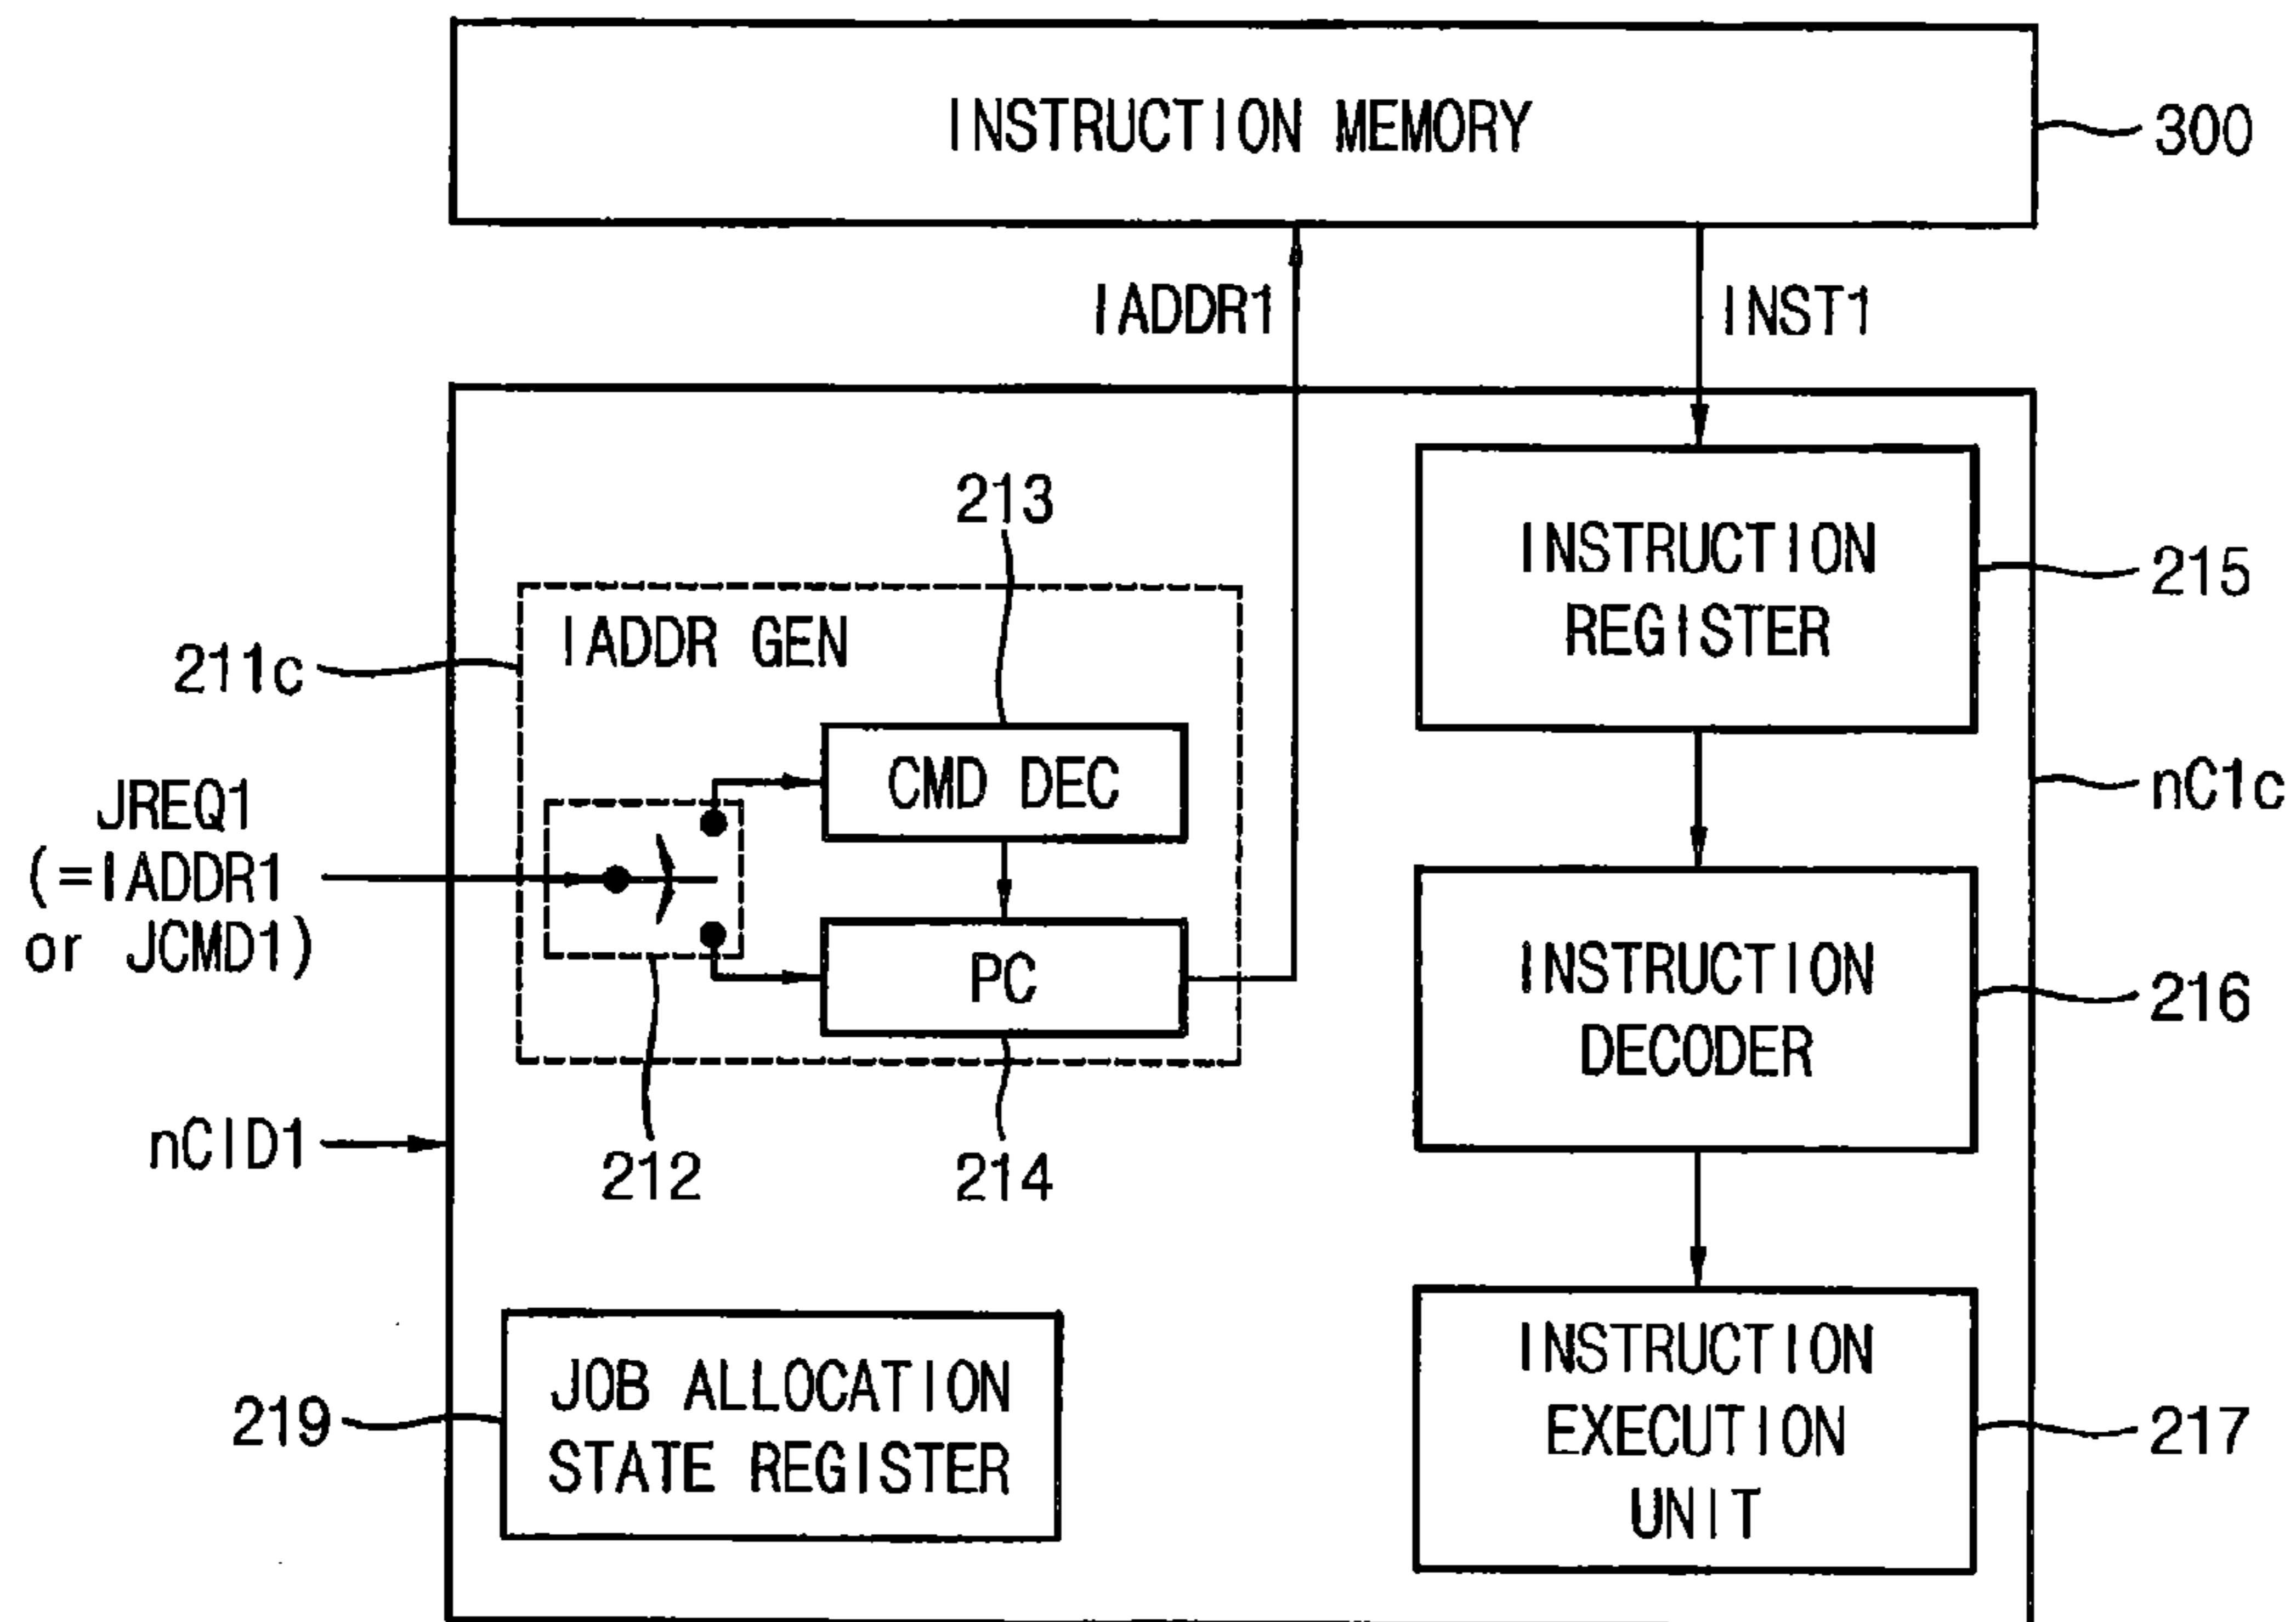 INSTRUCTION MEMORY
300
IADDR1
INST1
213
INSTRUCTION
REGISTER
215
211c
IADDR GEN
CMD DEC
nC1c
JREQ1
(=IADDR1
or JCMD1)
PC
INSTRUCTION
DECODER
216
nCID1
212
214
219
JOB ALLOCATION
STATE REGISTER
INSTRUCTION
EXECUTION
UNIT
217